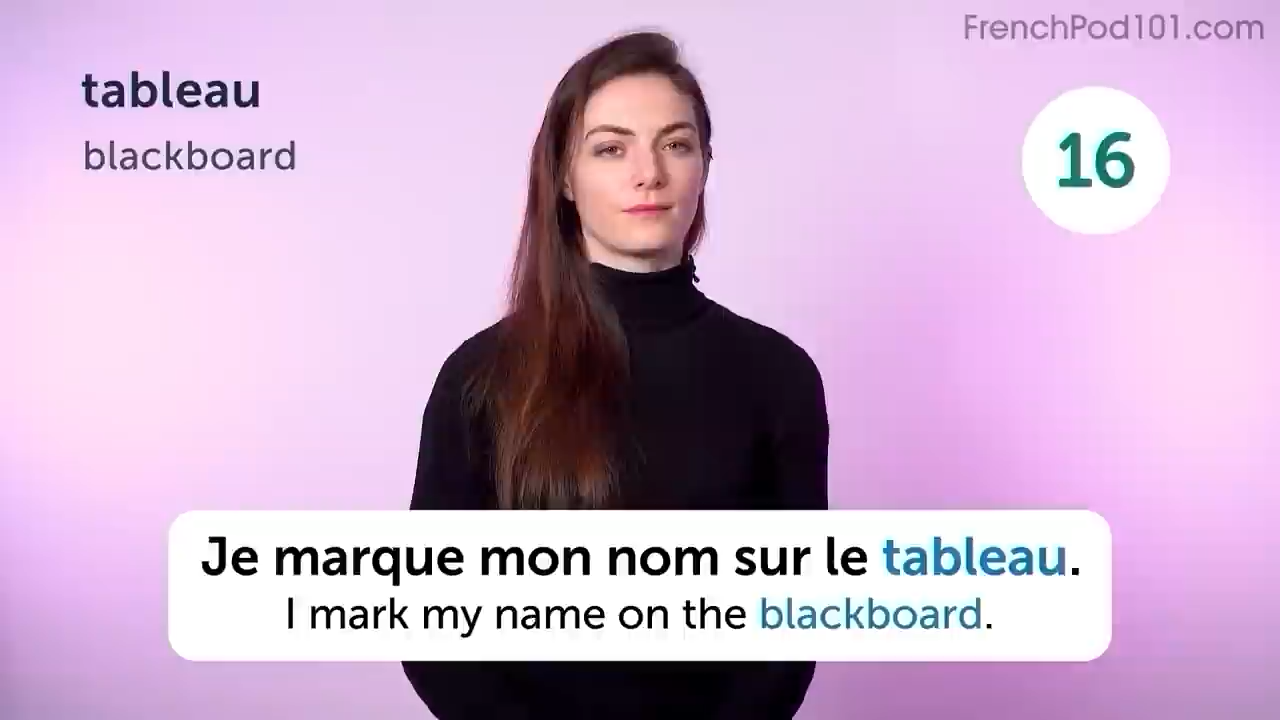 FrenchPod101.com
tableau
blackboard
16
Je marque mon nom sur le tableau.
I mark my name on the blackboard.